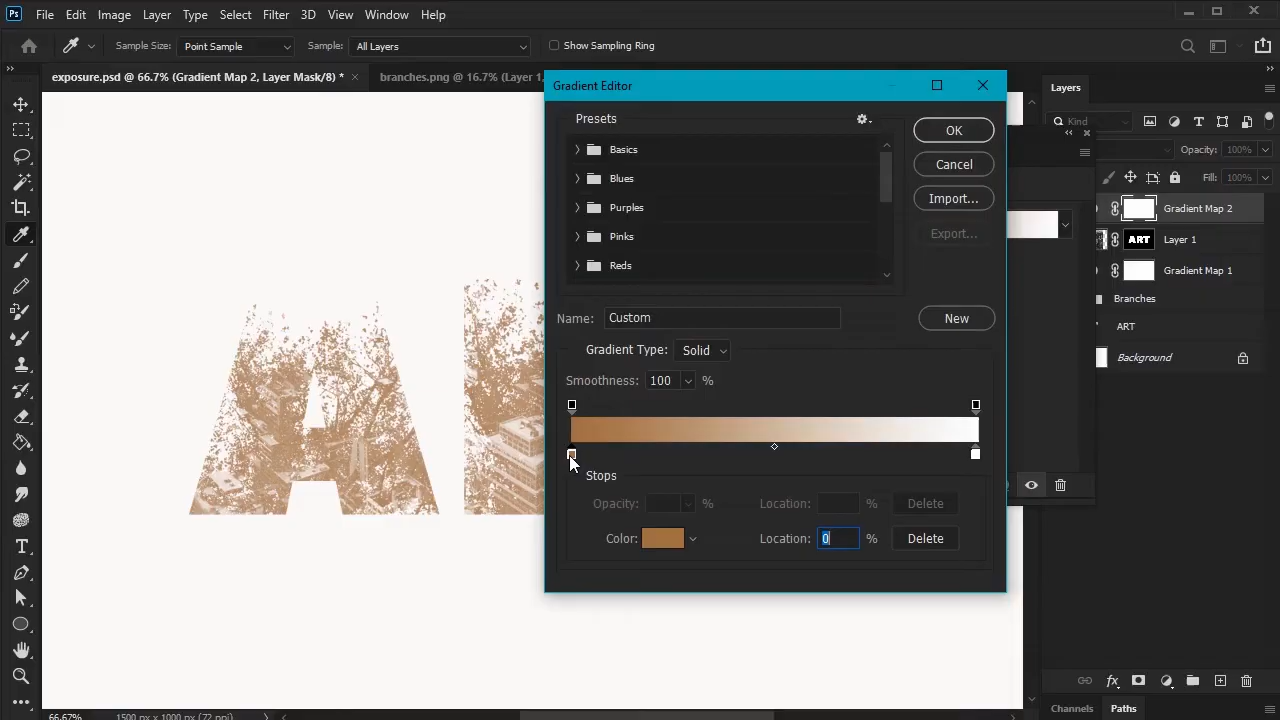 Ps File Edit Image Layer Type Select Filter 3D View Window Help
Sample Size: Point Sample Sample: All Layers Show Sampling Ring
exposure.psd @ 66.7% (Gradient Map 2, Layer Mask/8) * branches.png @ 16.7% (Layer 1,
Gradient Editor
Presets
Basics
Blues
Purples
Pinks
Reds
OK
Cancel
Import...
Export...
Name: Custom
New
Gradient Type: Solid
Smoothness: 100 %
Stops
Opacity: % Location: % Delete
Color: Location: 0 % Delete
A
Layers
Kind
Opacity: 100%
Fill: 100%
Gradient Map 2
ART Layer 1
Gradient Map 1
Branches
ART
Background
fx
Channels Paths
66.67% 1500 px x 1000 px (72 ppi)